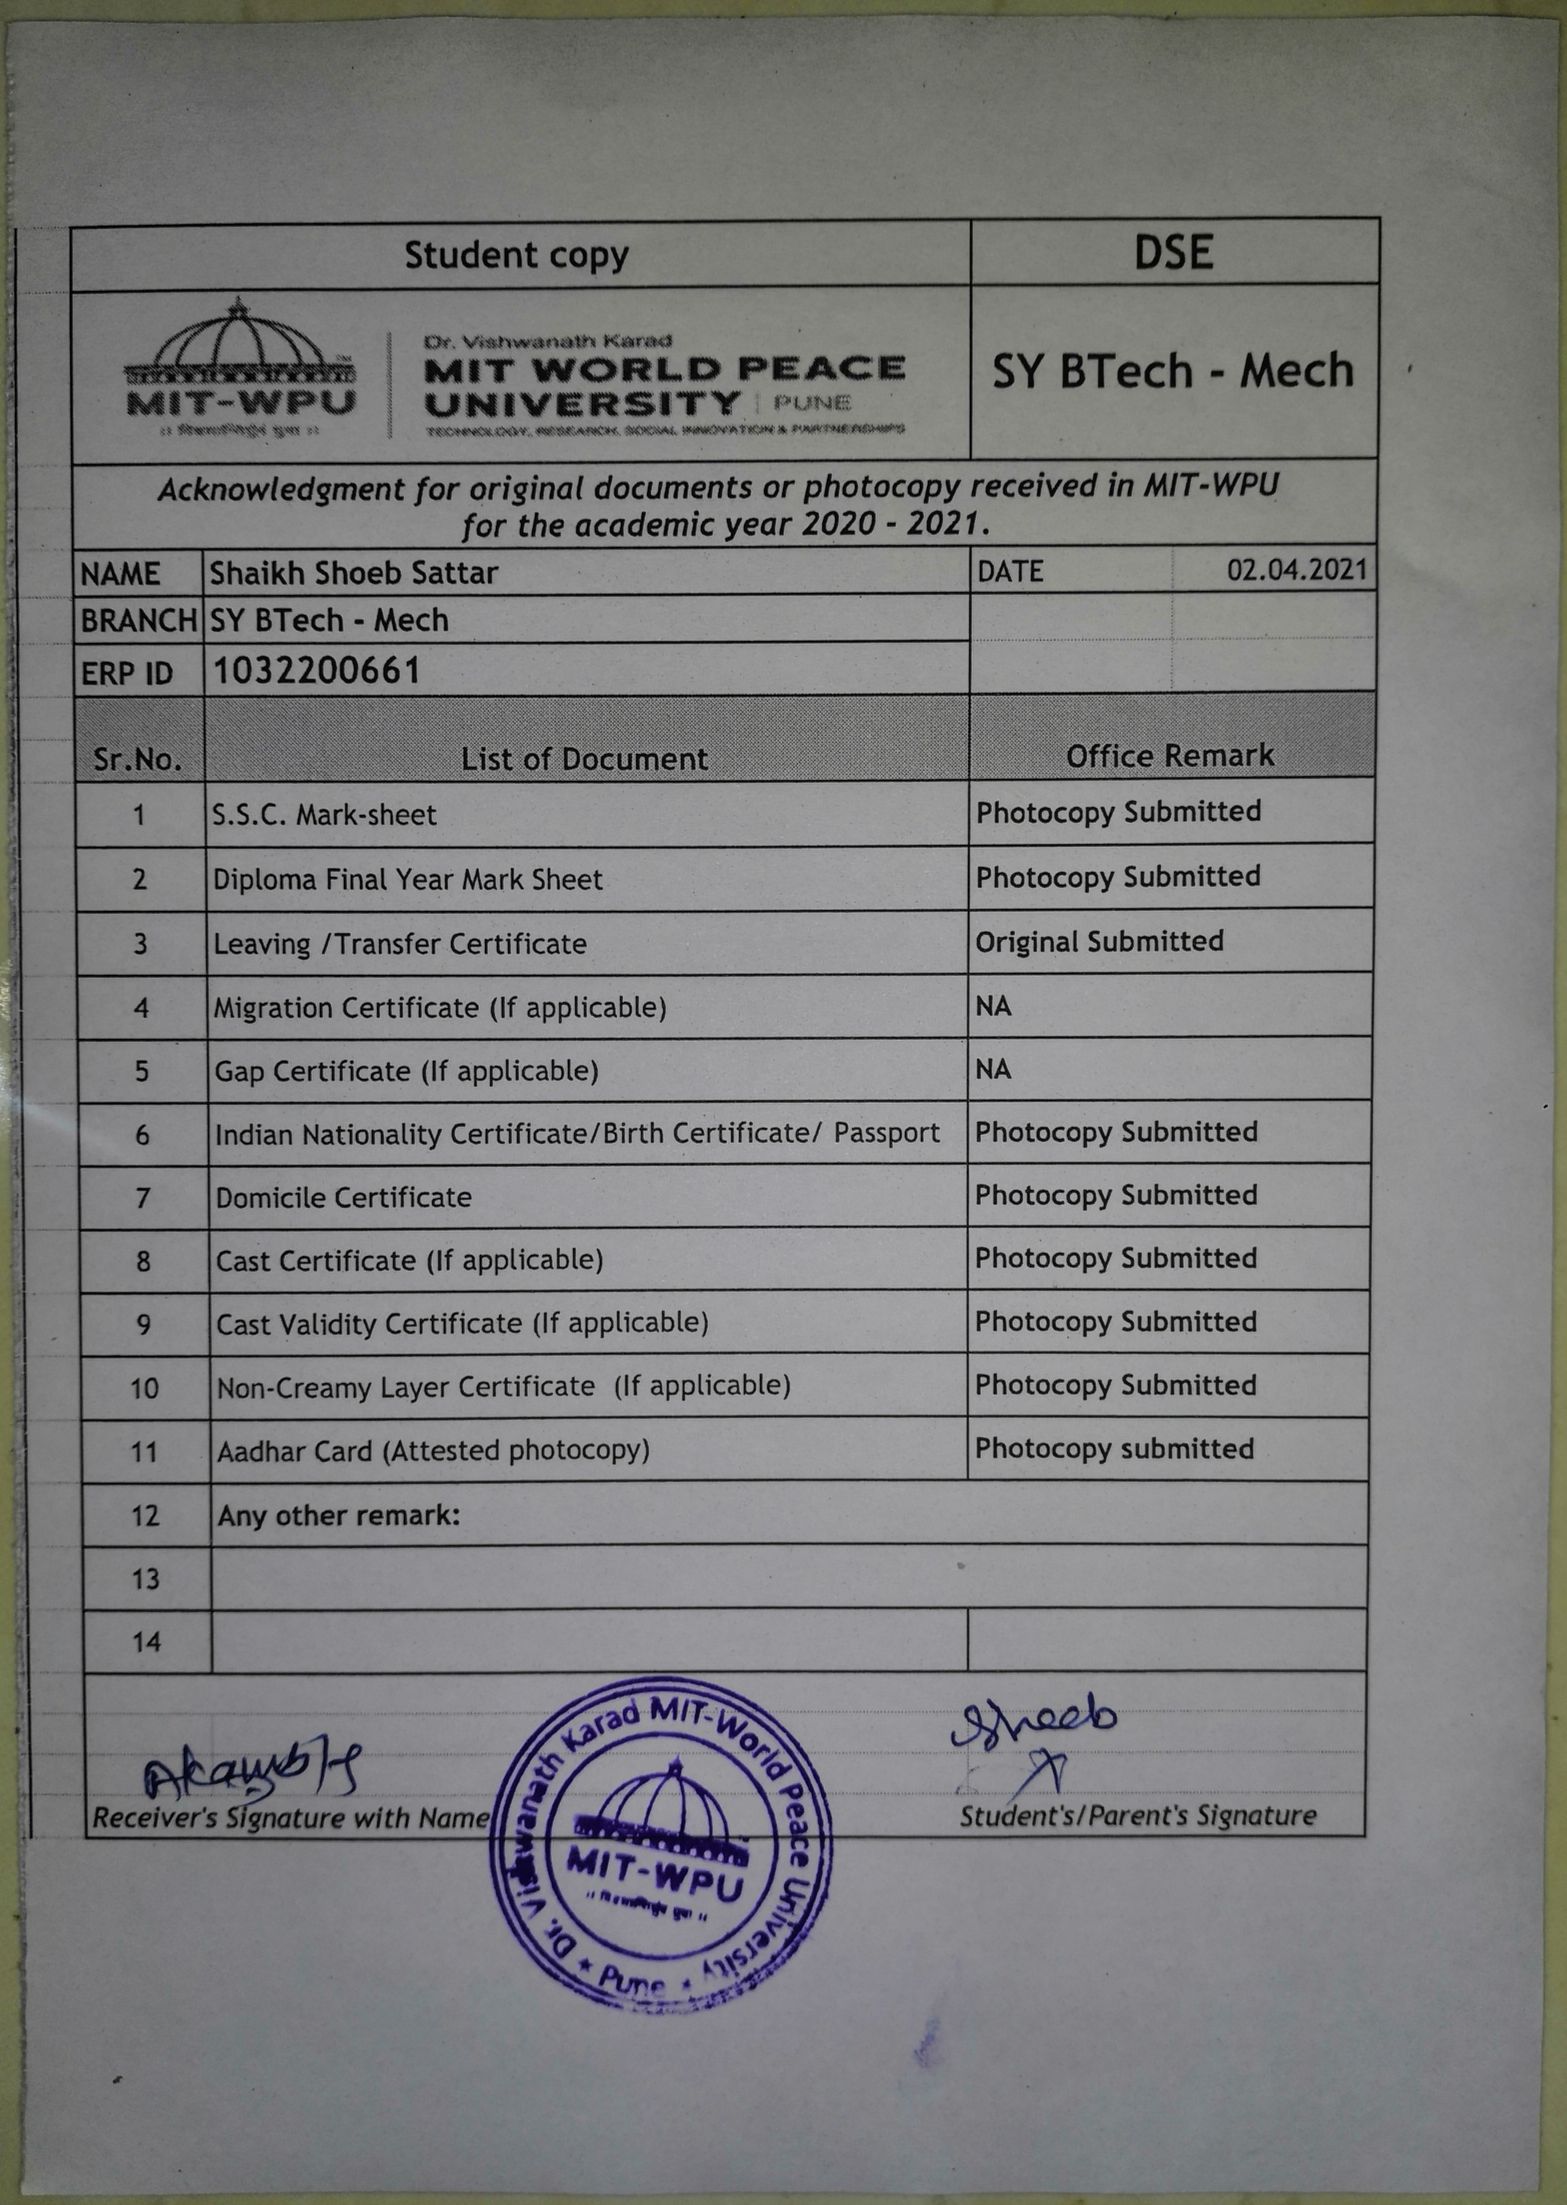 Student copy DSE
MIT-WPU
Dr. Vishwanath Karad
MIT WORLD PEACE
UNIVERSITY | PUNE
TECHNOLOGY, RESEARCH, SOCIAL INNOVATION & PARTNERSHIPS
SY BTech - Mech
Acknowledgment for original documents or photocopy received in MIT-WPU
for the academic year 2020 - 2021.
NAME Shaikh Shoeb Sattar DATE 02.04.2021
BRANCH SY BTech - Mech
ERP ID 1032200661
Sr.No. List of Document Office Remark
1 S.S.C. Mark-sheet Photocopy Submitted
2 Diploma Final Year Mark Sheet Photocopy Submitted
3 Leaving /Transfer Certificate Original Submitted
4 Migration Certificate (If applicable) NA
5 Gap Certificate (If applicable) NA
6 Indian Nationality Certificate/Birth Certificate/ Passport Photocopy Submitted
7 Domicile Certificate Photocopy Submitted
8 Cast Certificate (If applicable) Photocopy Submitted
9 Cast Validity Certificate (If applicable) Photocopy Submitted
10 Non-Creamy Layer Certificate (If applicable) Photocopy Submitted
11 Aadhar Card (Attested photocopy) Photocopy submitted
12 Any other remark:
13
14
Receiver's Signature with Name
Student's/Parent's Signature
Dr. Vishwanath Karad MIT-World Peace University
★ Pune ★
MIT-WPU